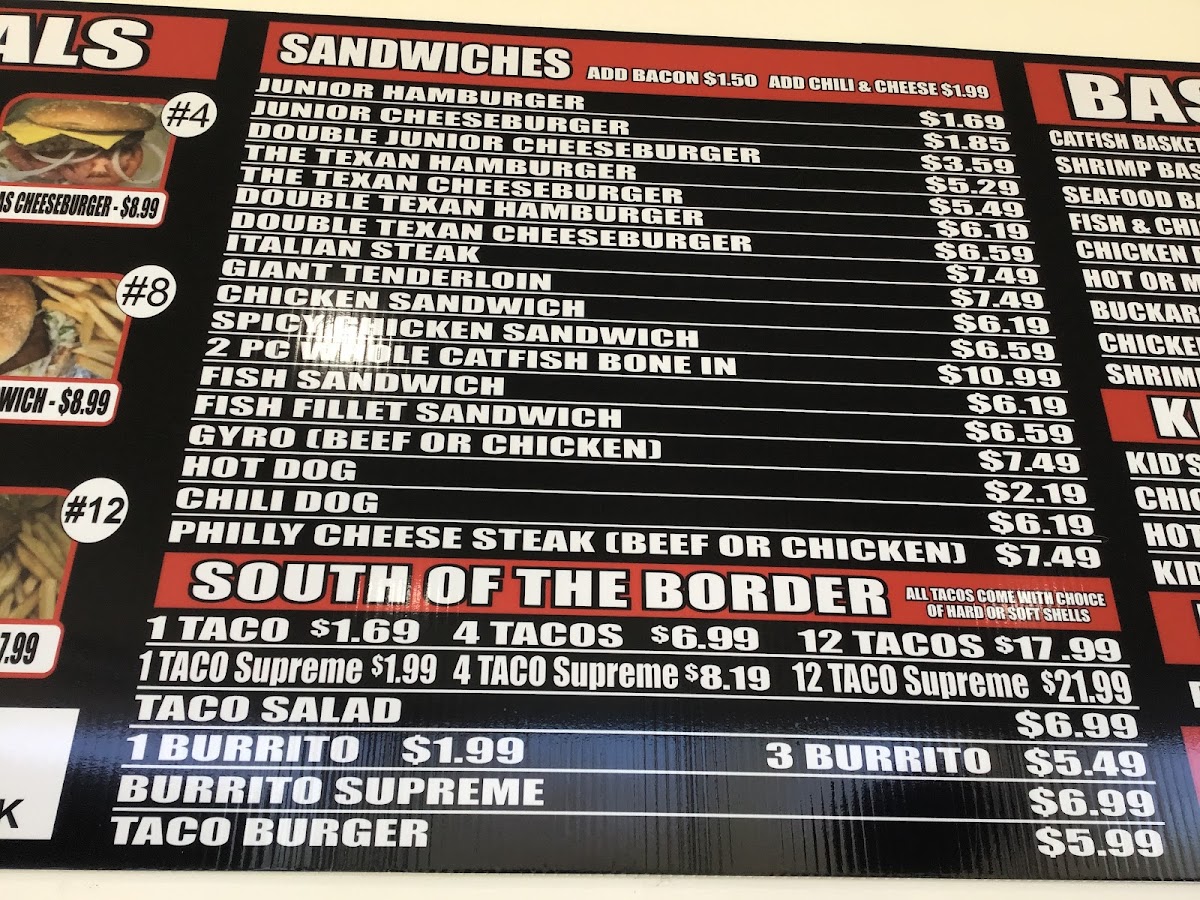 ALS
#4
AS CHEESEBURGER - $8.99
#8
WICH - $8.99
#12
7.99
K
SANDWICHES ADD BACON $1.50 ADD CHILI & CHEESE $1.99
JUNIOR HAMBURGER $1.69
JUNIOR CHEESEBURGER $1.85
DOUBLE JUNIOR CHEESEBURGER $3.59
THE TEXAN HAMBURGER $5.29
THE TEXAN CHEESEBURGER $5.49
DOUBLE TEXAN HAMBURGER $6.19
DOUBLE TEXAN CHEESEBURGER $6.59
ITALIAN STEAK $7.49
GIANT TENDERLOIN $7.49
CHICKEN SANDWICH $6.19
SPICY CHICKEN SANDWICH $6.59
2 PC WHOLE CATFISH BONE IN $10.99
FISH SANDWICH $6.19
FISH FILLET SANDWICH $6.59
GYRO (BEEF OR CHICKEN) $7.49
HOT DOG $2.19
CHILI DOG $6.19
PHILLY CHEESE STEAK (BEEF OR CHICKEN) $7.49
SOUTH OF THE BORDER ALL TACOS COME WITH CHOICE
OF HARD OR SOFT SHELLS
1 TACO $1.69 4 TACOS $6.99 12 TACOS $17.99
1 TACO Supreme $1.99 4 TACO Supreme $8.19 12 TACO Supreme $21.99
TACO SALAD $6.99
1 BURRITO $1.99 3 BURRITO $5.49
BURRITO SUPREME $6.99
TACO BURGER $5.99
BAS
CATFISH BASKET
SHRIMP BAS
SEAFOOD B
FISH & CHI
CHICKEN
HOT OR M
BUCKAR
CHICKE
SHRIM
K
KID'S
CHIC
HOT
KID